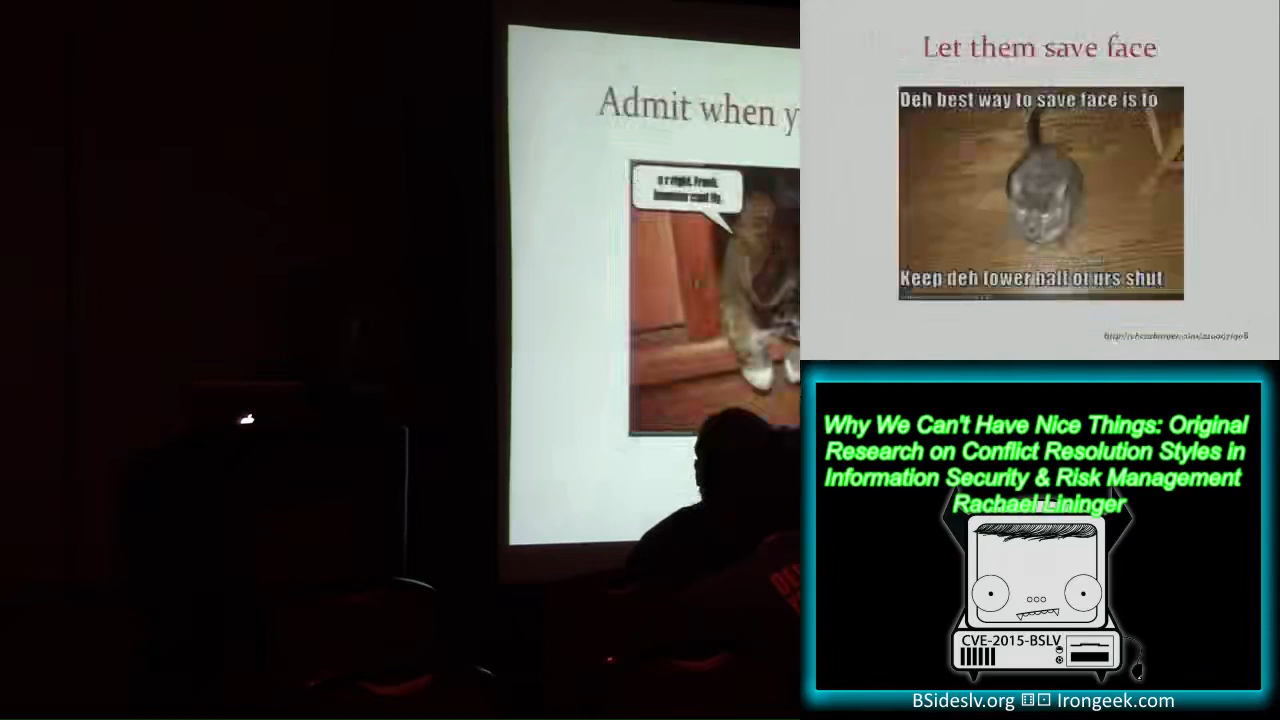 Admit when y
Let them save face
Deh best way to save face is to
Keep deh lower half of urs shut
Why We Can't Have Nice Things: Original
Research on Conflict Resolution Styles in
Information Security & Risk Management
Rachael Lininger
CVE-2015-BSLV
BSideslv.org
Irongeek.com